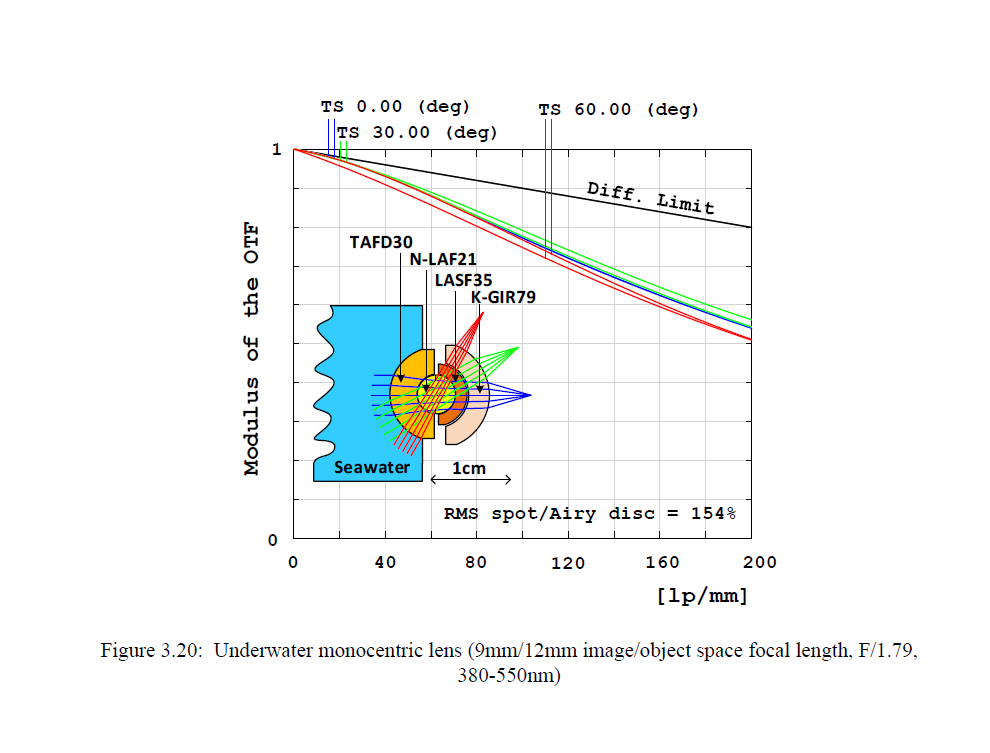 TS 0.00 (deg)
TS 60.00 (deg)
TS 30.00 (deg)
1
Diff. Limit
Modulus of the OTF
TAFD30
N-LAF21
LASF35
K-GIR79
Seawater
1cm
RMS spot/Airy disc = 154%
0
0 40 80 120 160 200
[lp/mm]
Figure 3.20: Underwater monocentric lens (9mm/12mm image/object space focal length, F/1.79,
380-550nm)